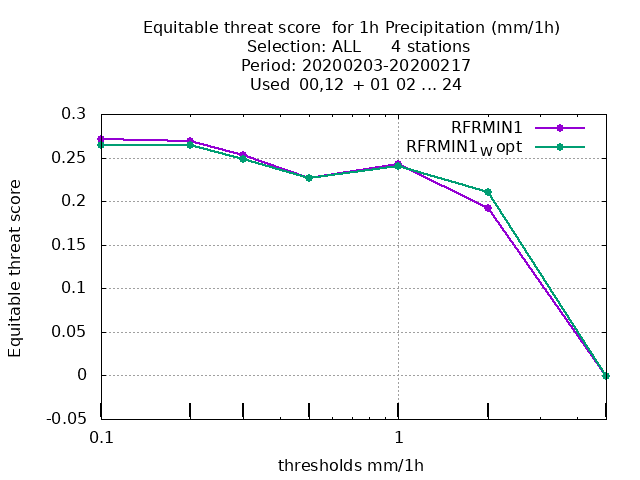 Equitable threat score  for 1h Precipitation (mm/1h)
Selection: ALL      4 stations
Period: 20200203-20200217
Used  00,12  + 01 02 ... 24
RFRMIN1
RFRMIN1W opt
0.3
0.25
0.2
0.15
0.1
0.05
0
-0.05
Equitable threat score
0.1
1
thresholds mm/1h